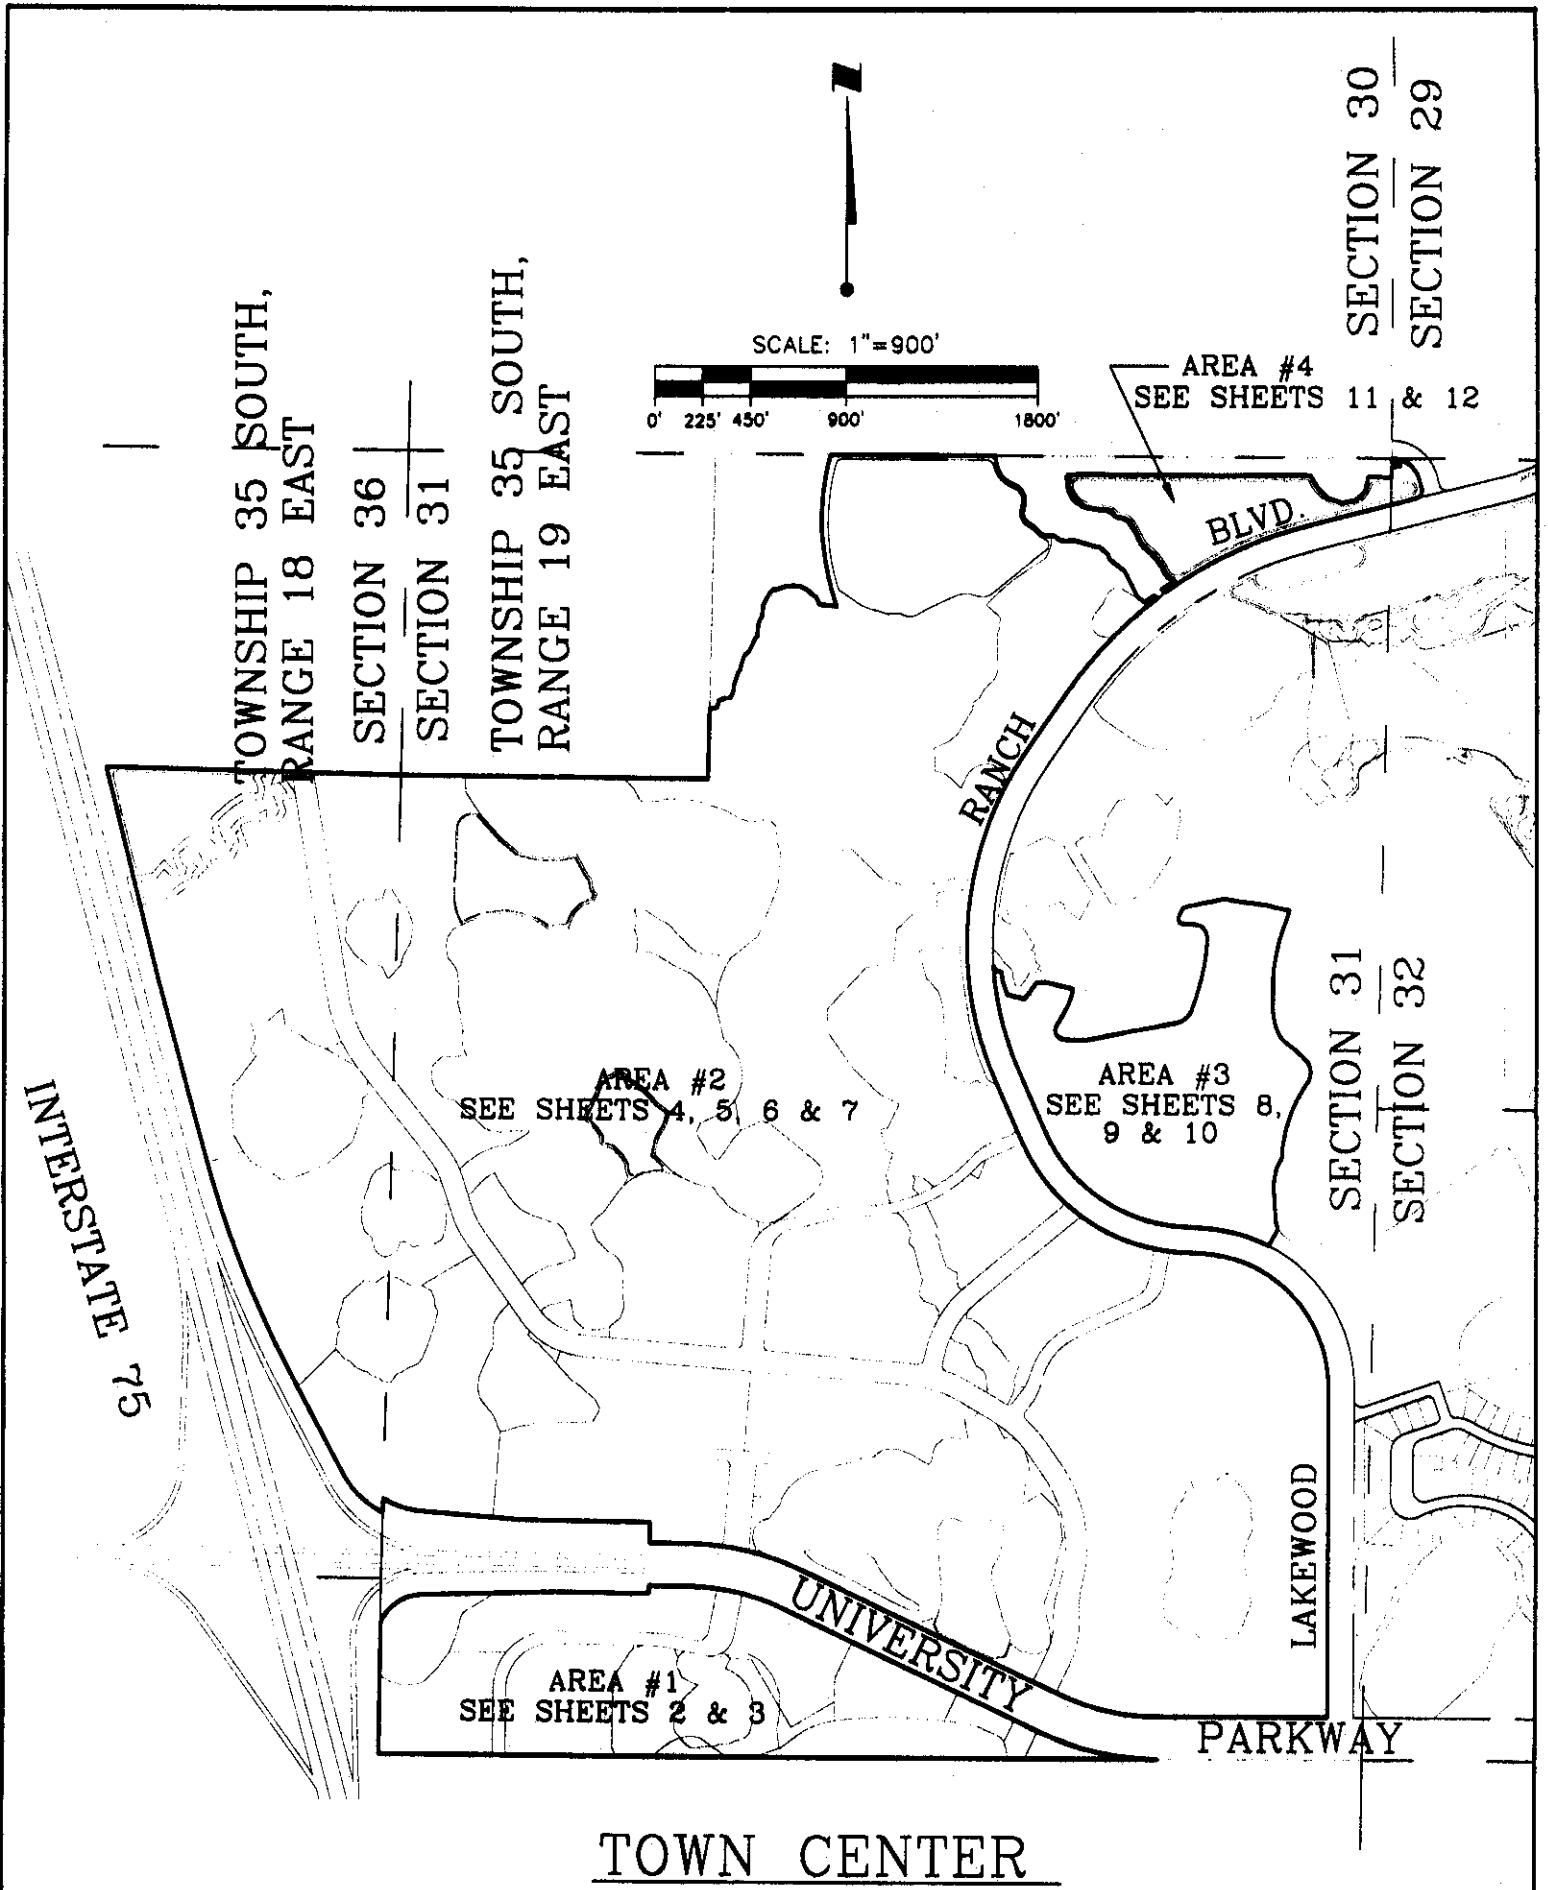 N
SECTION 30
SECTION 29
TOWNSHIP 35 SOUTH,
RANGE 18 EAST
SECTION 36
SECTION 31
TOWNSHIP 35 SOUTH,
RANGE 19 EAST
SCALE: 1"=900'
0' 225' 450' 900' 1800'
AREA #4
SEE SHEETS 11 & 12
BLVD.
RANCH
INTERSTATE 75
AREA #2
SEE SHEETS 4, 5, 6 & 7
AREA #3
SEE SHEETS 8,
9 & 10
SECTION 31
SECTION 32
LAKEWOOD
UNIVERSITY
PARKWAY
AREA #1
SEE SHEETS 2 & 3
TOWN CENTER